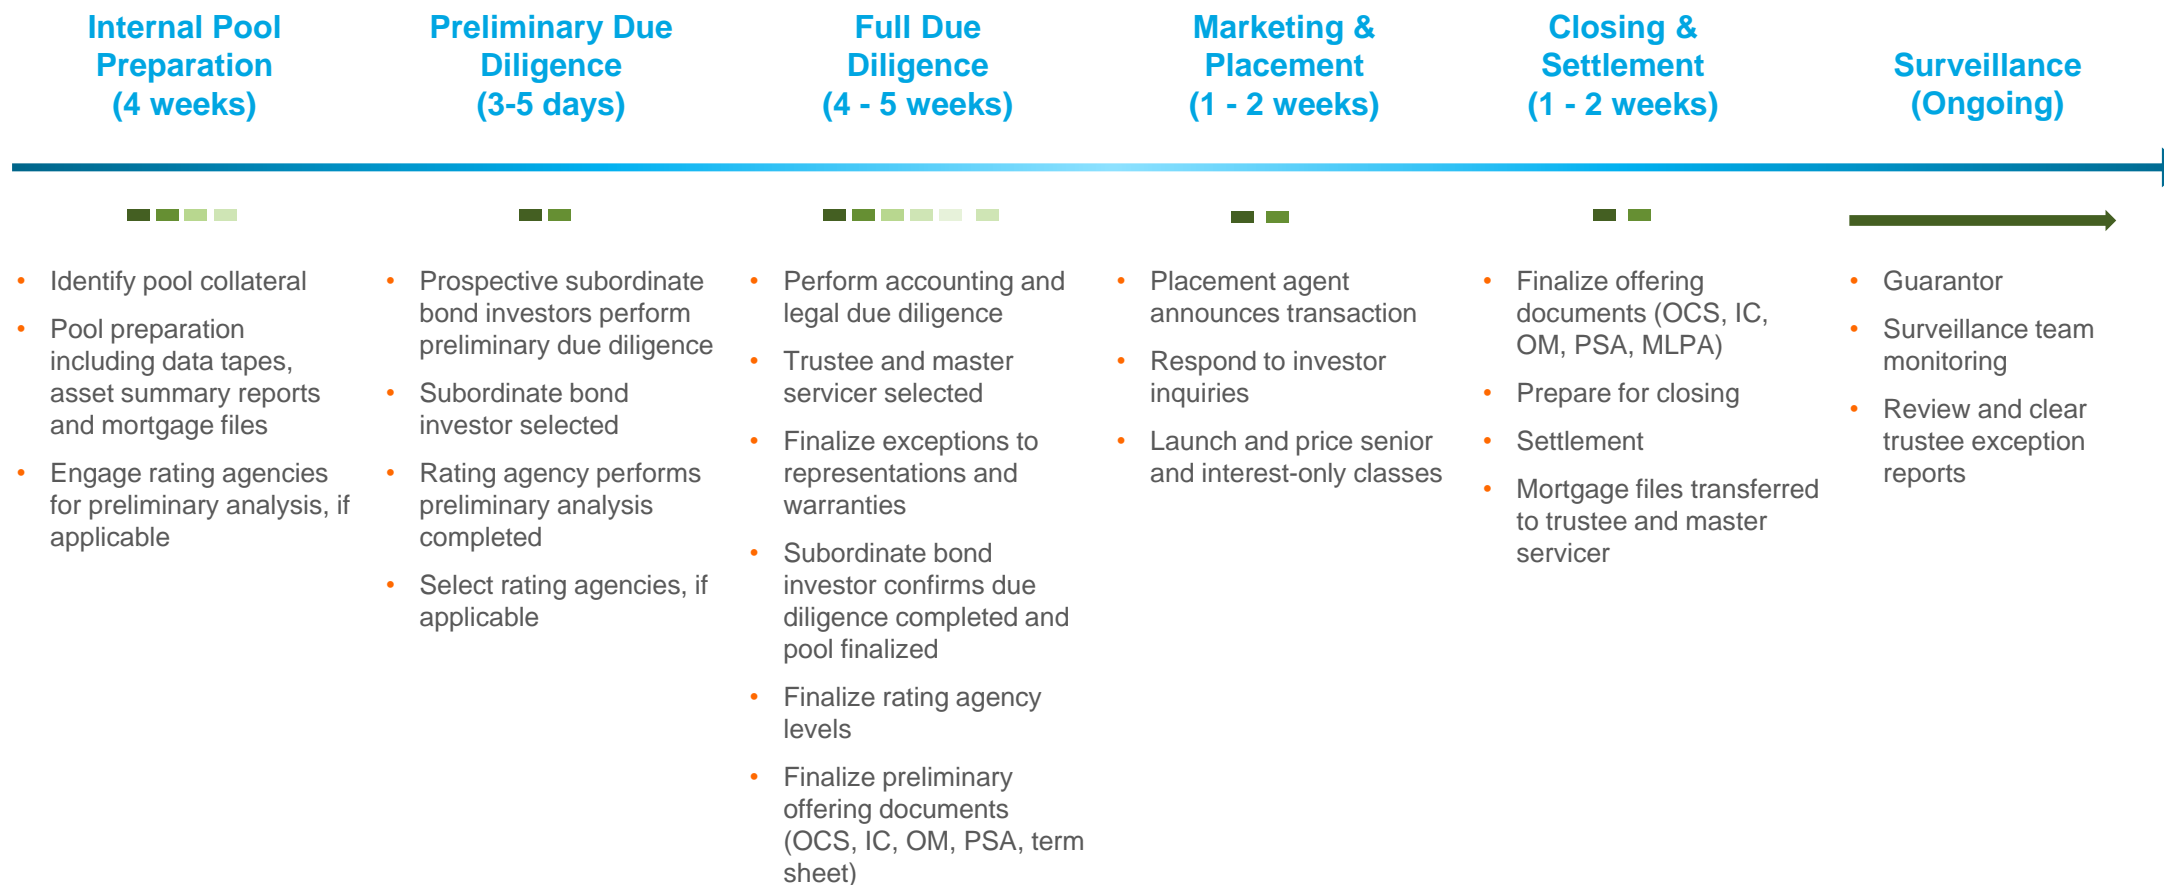 Internal Pool
Preparation
(4 weeks)
Preliminary Due
Diligence
(3-5 days)
Full Due
Diligence
(4 - 5 weeks)
Marketing &
Placement
(1 - 2 weeks)
Closing &
Settlement
(1 - 2 weeks)
Surveillance
(Ongoing)
• Identify pool collateral
• Pool preparation
including data tapes,
asset summary reports
and mortgage files
• Engage rating agencies
for preliminary analysis, if
applicable
• Prospective subordinate
bond investors perform
preliminary due diligence
• Subordinate bond
investor selected
• Rating agency performs
preliminary analysis
completed
• Select rating agencies, if
applicable
• Perform accounting and
legal due diligence
• Trustee and master
servicer selected
• Finalize exceptions to
representations and
warranties
• Subordinate bond
investor confirms due
diligence completed and
pool finalized
• Finalize rating agency
levels
• Finalize preliminary
offering documents
(OCS, IC, OM, PSA, term
sheet)
• Placement agent
announces transaction
• Respond to investor
inquiries
• Launch and price senior
and interest-only classes
• Finalize offering
documents (OCS, IC,
OM, PSA, MLPA)
• Prepare for closing
• Settlement
• Mortgage files transferred
to trustee and master
servicer
• Guarantor
• Surveillance team
monitoring
• Review and clear
trustee exception
reports